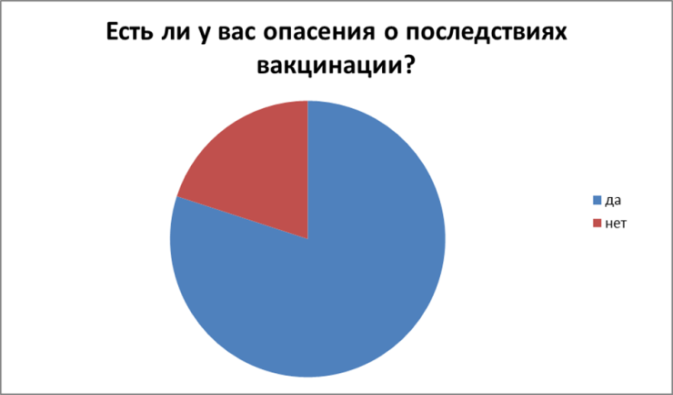 Есть ли у вас опасения о последствиях
вакцинации?
да
нет